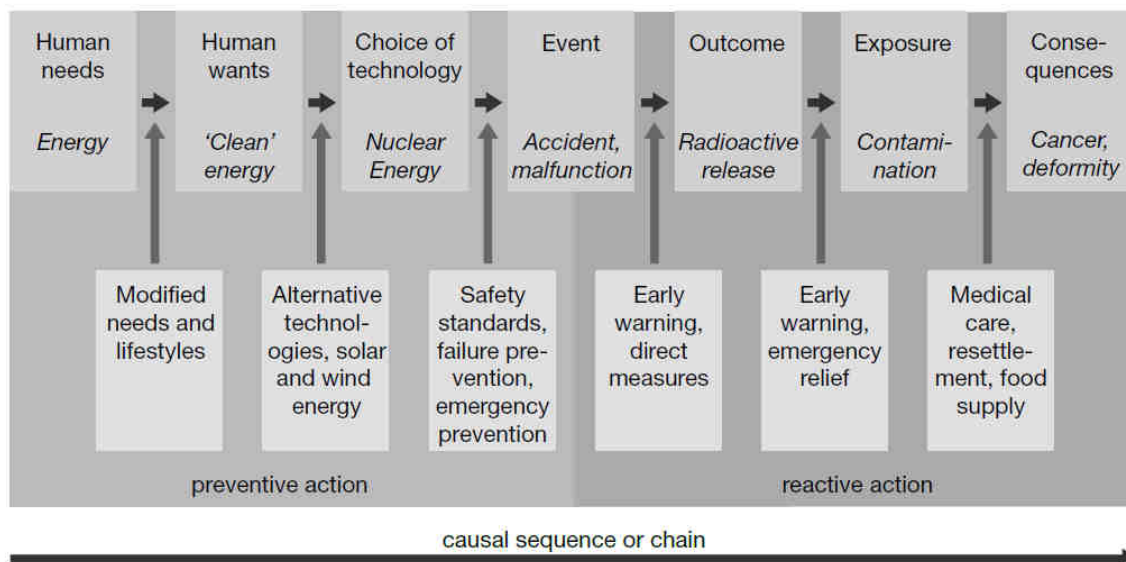 Human
needs
Energy
Human
wants
'Clean'
energy
Choice of
technology
Nuclear
Energy
Event
Accident,
malfunction
Outcome
Radioactive
release
Exposure
Contami-
nation
Conse-
quences
Cancer,
deformity
Modified
needs and
lifestyles
Alternative
technol-
ogies, solar
and wind
energy
Safety
standards,
failure pre-
vention,
emergency
prevention
Early
warning,
direct
measures
Early
warning,
emergency
relief
Medical
care,
resettle-
ment, food
supply
preventive action
reactive action
causal sequence or chain